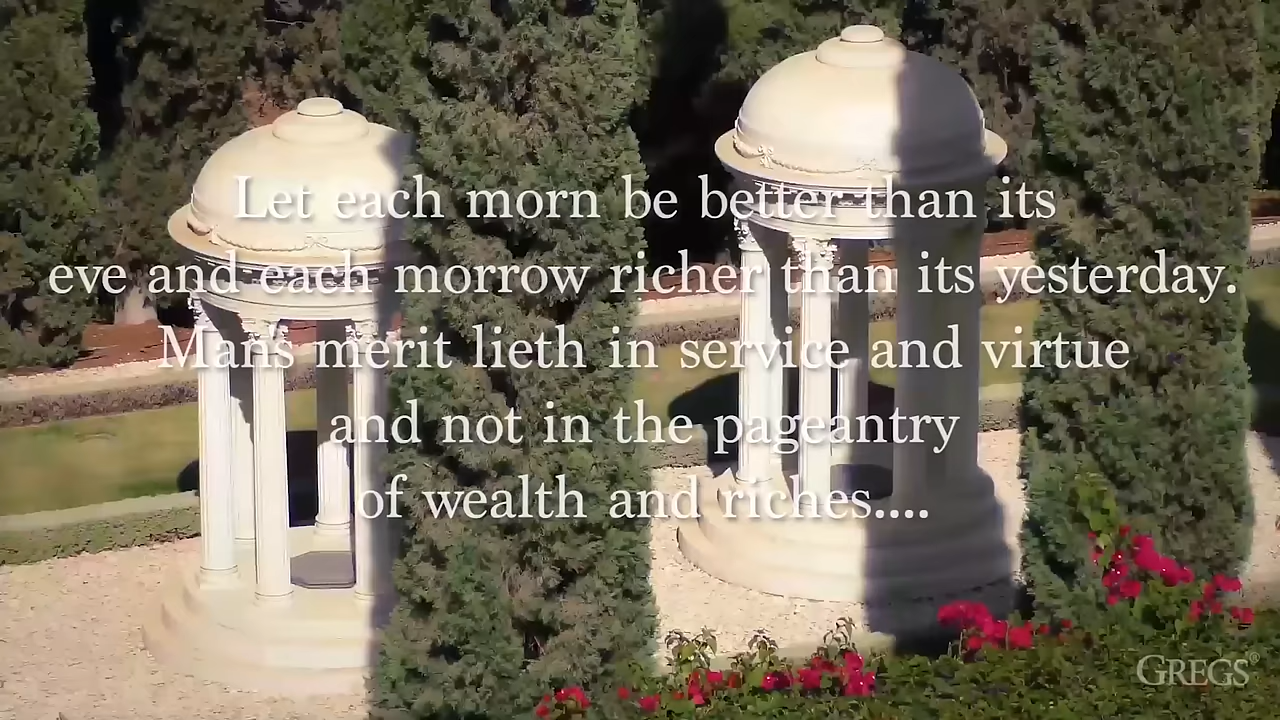 Let each morn be better than its
eve and each morrow richer than its yesterday.
Man's merit lieth in service and virtue
and not in the pageantry
of wealth and riches....
GREGS®